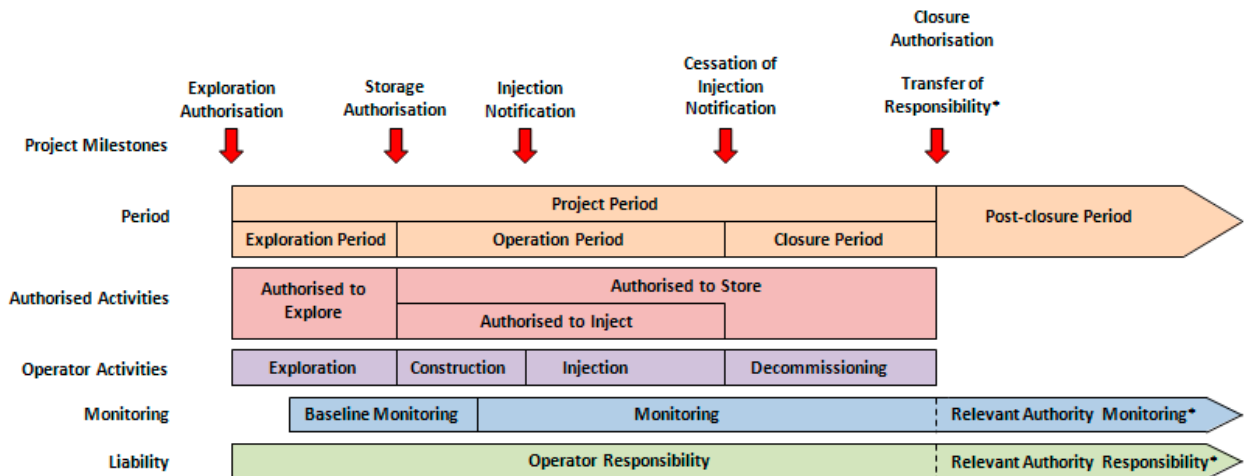 Closure
Authorisation
Cessation of
Injection
Notification
Exploration
Authorisation
Storage
Authorisation
Injection
Notification
Transfer of
Responsibility*
Project Milestones
Period
Project Period
Post-closure Period
Exploration Period
Operation Period
Closure Period
Authorised Activities
Authorised to
Explore
Authorised to Store
Authorised to Inject
Operator Activities
Exploration
Construction
Injection
Decommissioning
Monitoring
Baseline Monitoring
Monitoring
Relevant Authority Monitoring*
Liability
Operator Responsibility
Relevant Authority Responsibility*